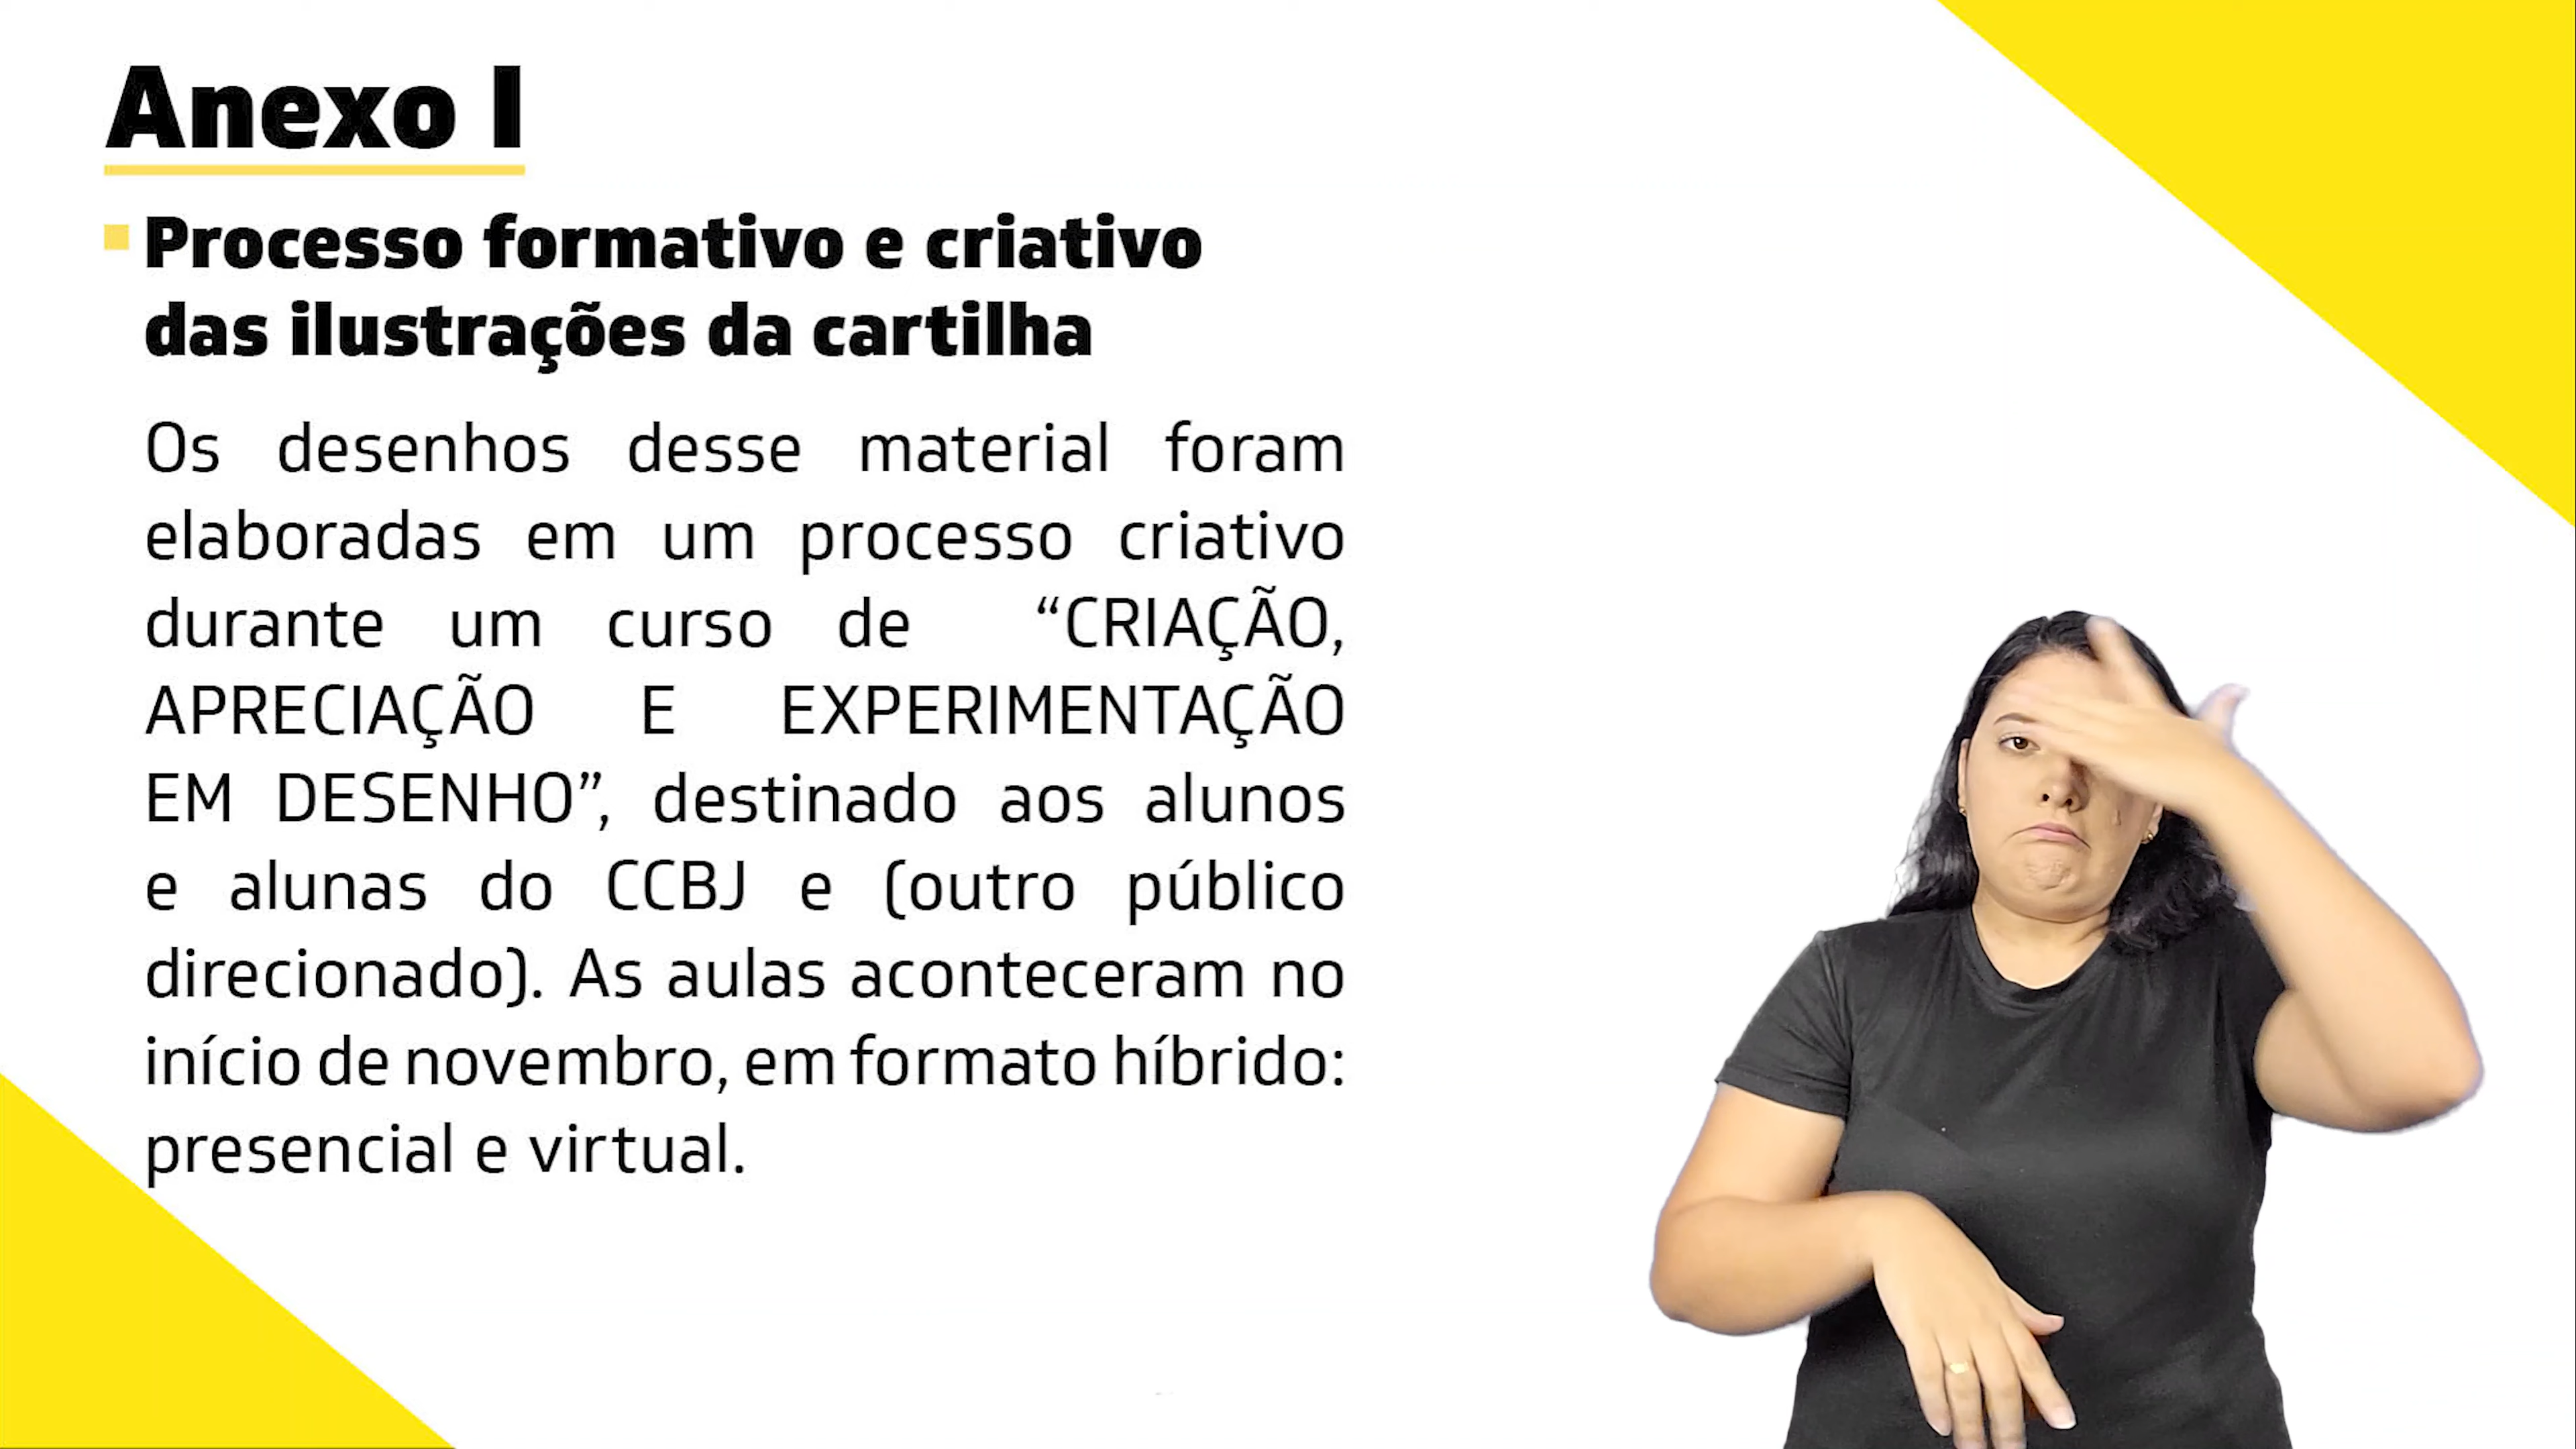 Anexo I
Processo formativo e criativo
das ilustrações da cartilha
Os desenhos desse material foram
elaboradas em um processo criativo
durante um curso de “CRIAÇÃO,
APRECIAÇÃO E EXPERIMENTAÇÃO
EM DESENHO”, destinado aos alunos
e alunas do CCBJ e (outro público
direcionado). As aulas aconteceram no
início de novembro, em formato híbrido:
presencial e virtual.